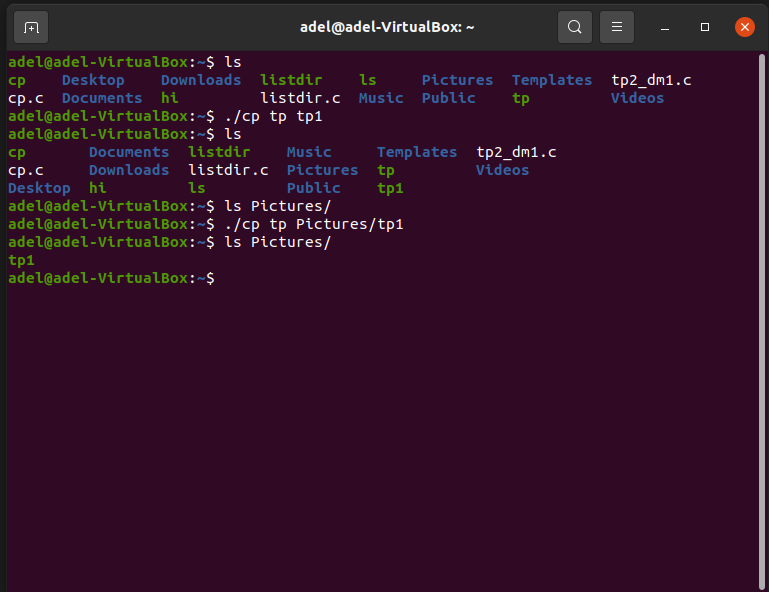 adel@adel-VirtualBox: ~
adel@adel-VirtualBox:~$ ls
cp Desktop Downloads listdir ls Pictures Templates tp2_dm1.c
cp.c Documents hi listdir.c Music Public tp Videos
adel@adel-VirtualBox:~$ ./cp tp tp1
adel@adel-VirtualBox:~$ ls
cp Documents listdir Music Templates tp2_dm1.c
cp.c Downloads listdir.c Pictures tp Videos
Desktop hi ls Public tp1
adel@adel-VirtualBox:~$ ls Pictures/
adel@adel-VirtualBox:~$ ./cp tp Pictures/tp1
adel@adel-VirtualBox:~$ ls Pictures/
tp1
adel@adel-VirtualBox:~$